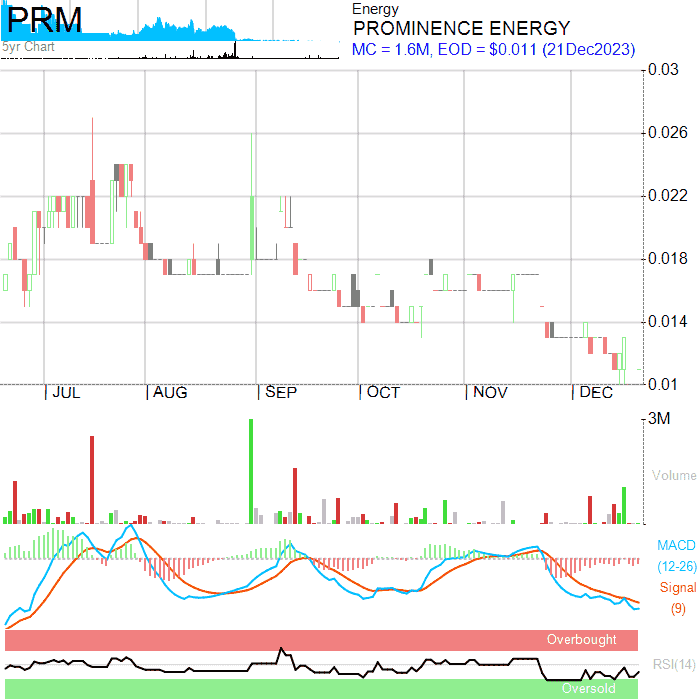 PRM
5yr Chart
Energy
PROMINENCE ENERGY
MC = 1.6M, EOD = $0.011 (21Dec2023)
0.03
0.026
0.022
0.018
0.014
0.01
JUL AUG SEP OCT NOV DEC
3M
Volume
MACD
(12-26)
Signal
(9)
Overbought
RSI(14)
Oversold